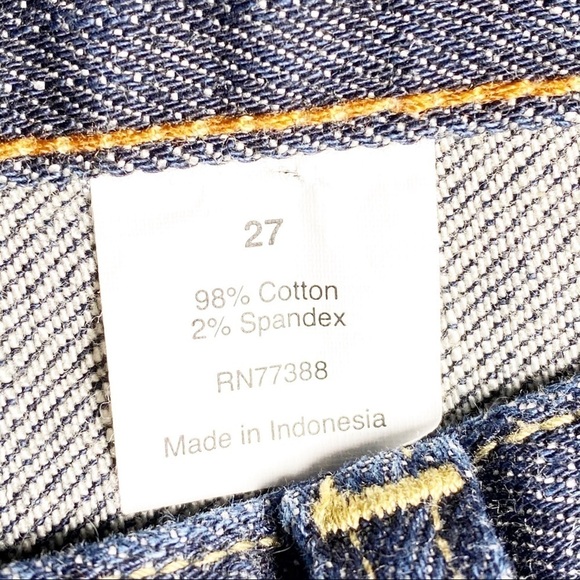 27
98% Cotton
2% Spandex
RN77388
Made in Indonesia